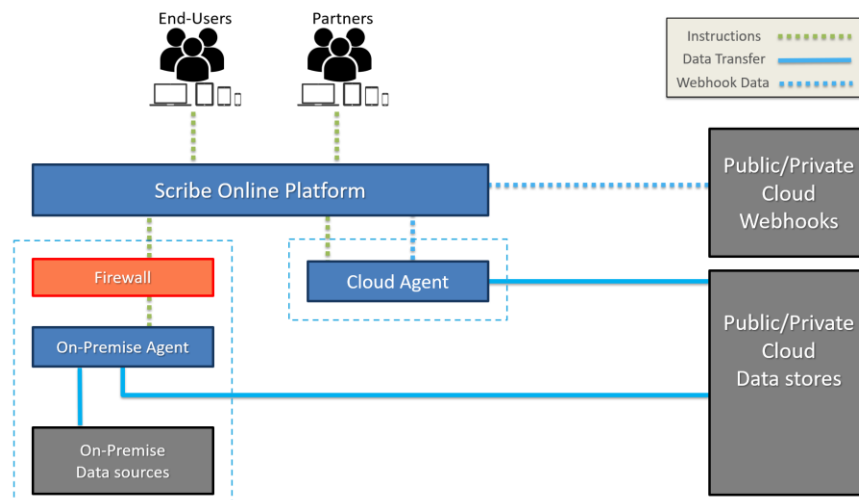 End-Users
Partners
Instructions
Data Transfer
Webhook Data
Scribe Online Platform
Public/Private
Cloud
Webhooks
Firewall
Cloud Agent
On-Premise Agent
Public/Private
Cloud
Data stores
On-Premise
Data sources